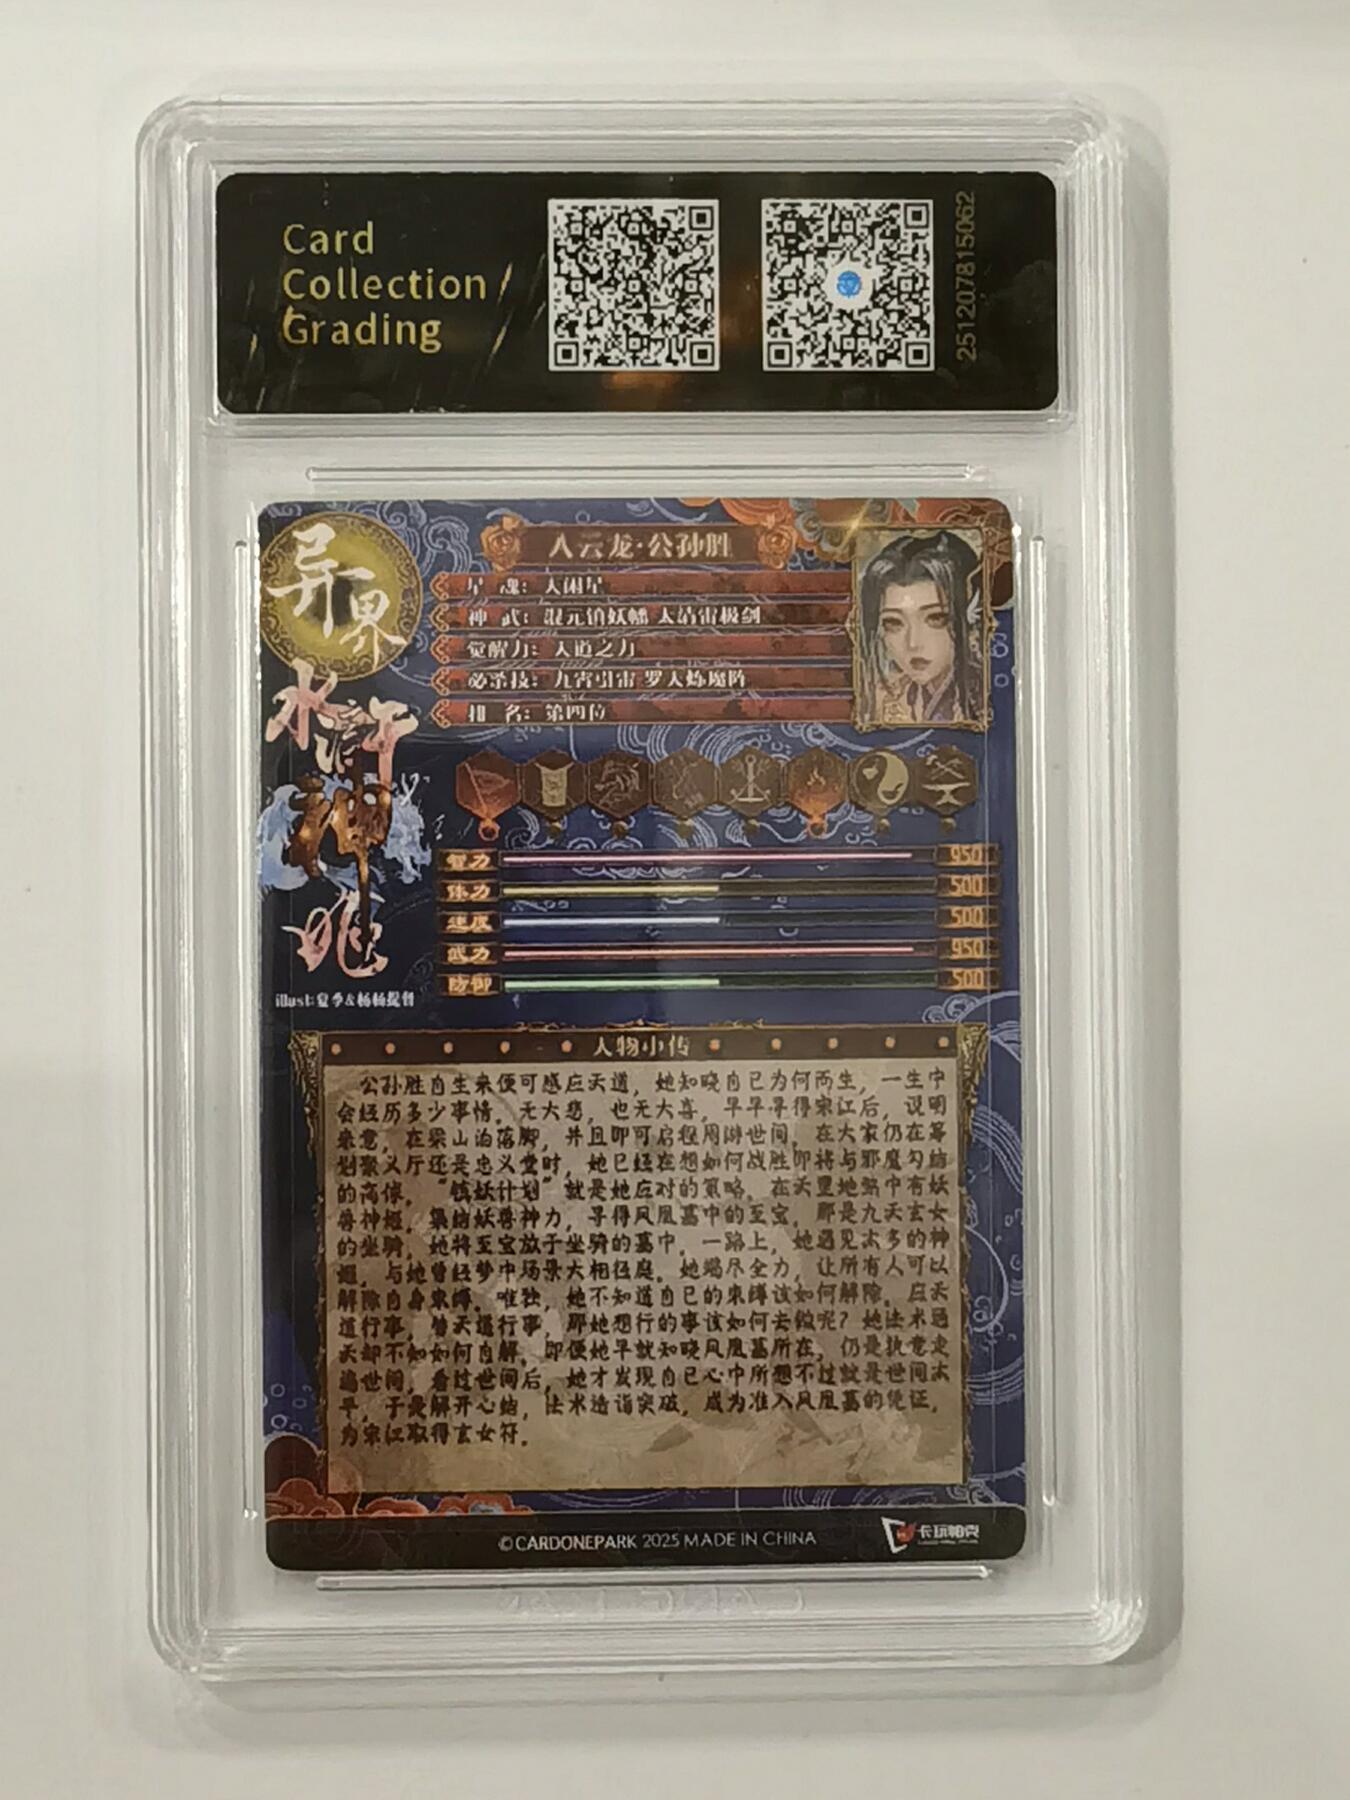 Card
Collection
Grading
251207815062
异界
水浒
神
姬
illust:夏季&杨杨提督
入云龙·公孙胜
星 魂：天闲星
神 武：混元镇妖幡 太清雷极剑
觉醒力：天道之力
必杀技：九霄引雷 罗天炼魔阵
排 名：第四位
智力 950
体力 500
速度 500
武力 950
防御 500
人物小传
公孙胜自生来便可感应天道，她知晓自己为何而生，一生中
会经历多少事情。无大悲，也无大喜，早早寻得宋江后，说明
来意，在梁山泊落脚，并且即可启程周游世间。在大家仍在筹
划聚义厅还是忠义堂时，她已经在想如何战胜即将与邪魔勾结
的高俅，“镇妖计划”就是她应对的策略。在天罡地煞中有妖
兽神姬，集结妖兽神力，寻得凤凰墓中的至宝，那是九天玄女
的坐骑，她将至宝放于坐骑的墓中，一路上，她遇见太多的神
姬，与她曾经梦中场景大相径庭。她竭尽全力，让所有人可以
解除自身束缚。唯独，她不知道自己的束缚该如何解除。应天
道行事，替天道行事，那她想行的事该如何去做呢？她法术通
天却不知如何自解。即便她早就知晓凤凰墓所在，仍是执意走
遍世间，看过世间后，她才发现自己心中所想不过就是世间太
平，于是解开心结，法术造诣突破，成为准入凤凰墓的凭证，
为宋江取得玄女符。
©CARDONEPARK 2025 MADE IN CHINA
卡玩帕克